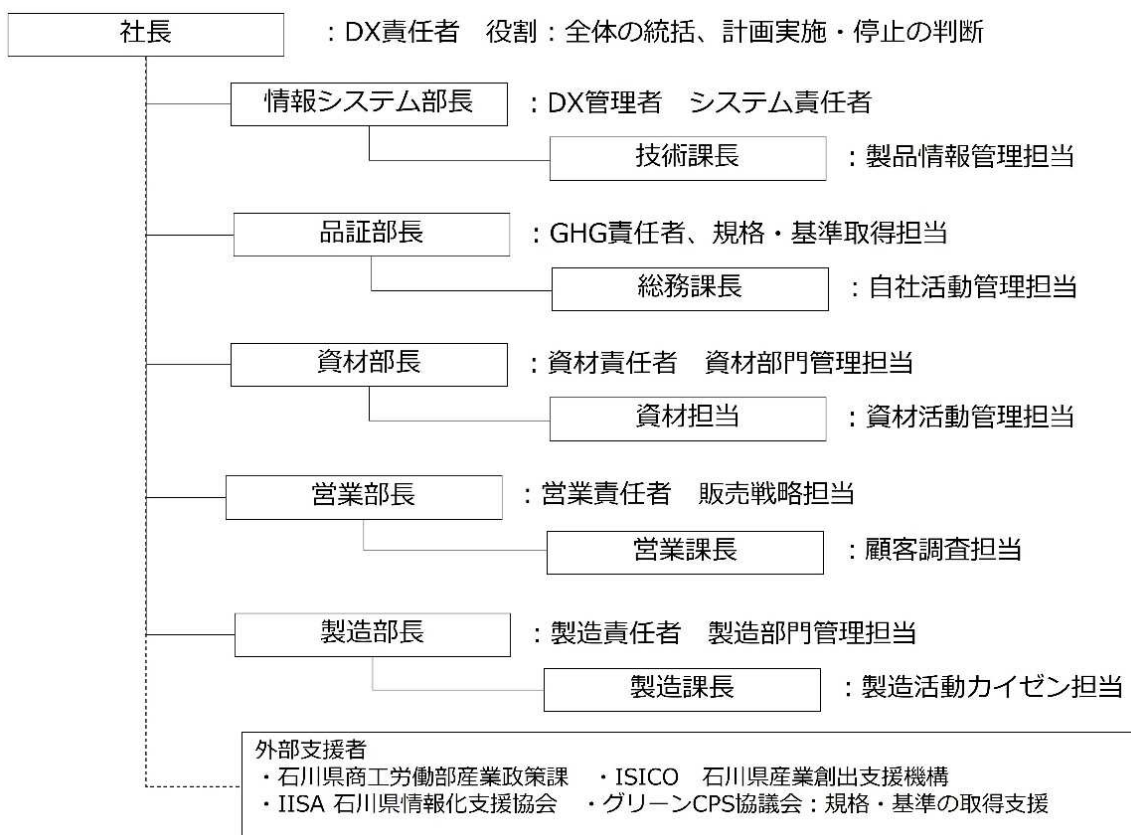 社長　：DX責任者　役割：全体の統括、計画実施・停止の判断
情報システム部長　：DX管理者　システム責任者
技術課長　：製品情報管理担当
品証部長　：GHG責任者、規格・基準取得担当
総務課長　：自社活動管理担当
資材部長　：資材責任者　資材部門管理担当
資材担当　：資材活動管理担当
営業部長　：営業責任者　販売戦略担当
営業課長　：顧客調査担当
製造部長　：製造責任者　製造部門管理担当
製造課長　：製造活動カイゼン担当
外部支援者
・石川県商工労働部産業政策課　・ISICO　石川県産業創出支援機構
・IISA 石川県情報化支援協会　・グリーンCPS協議会：規格・基準の取得支援